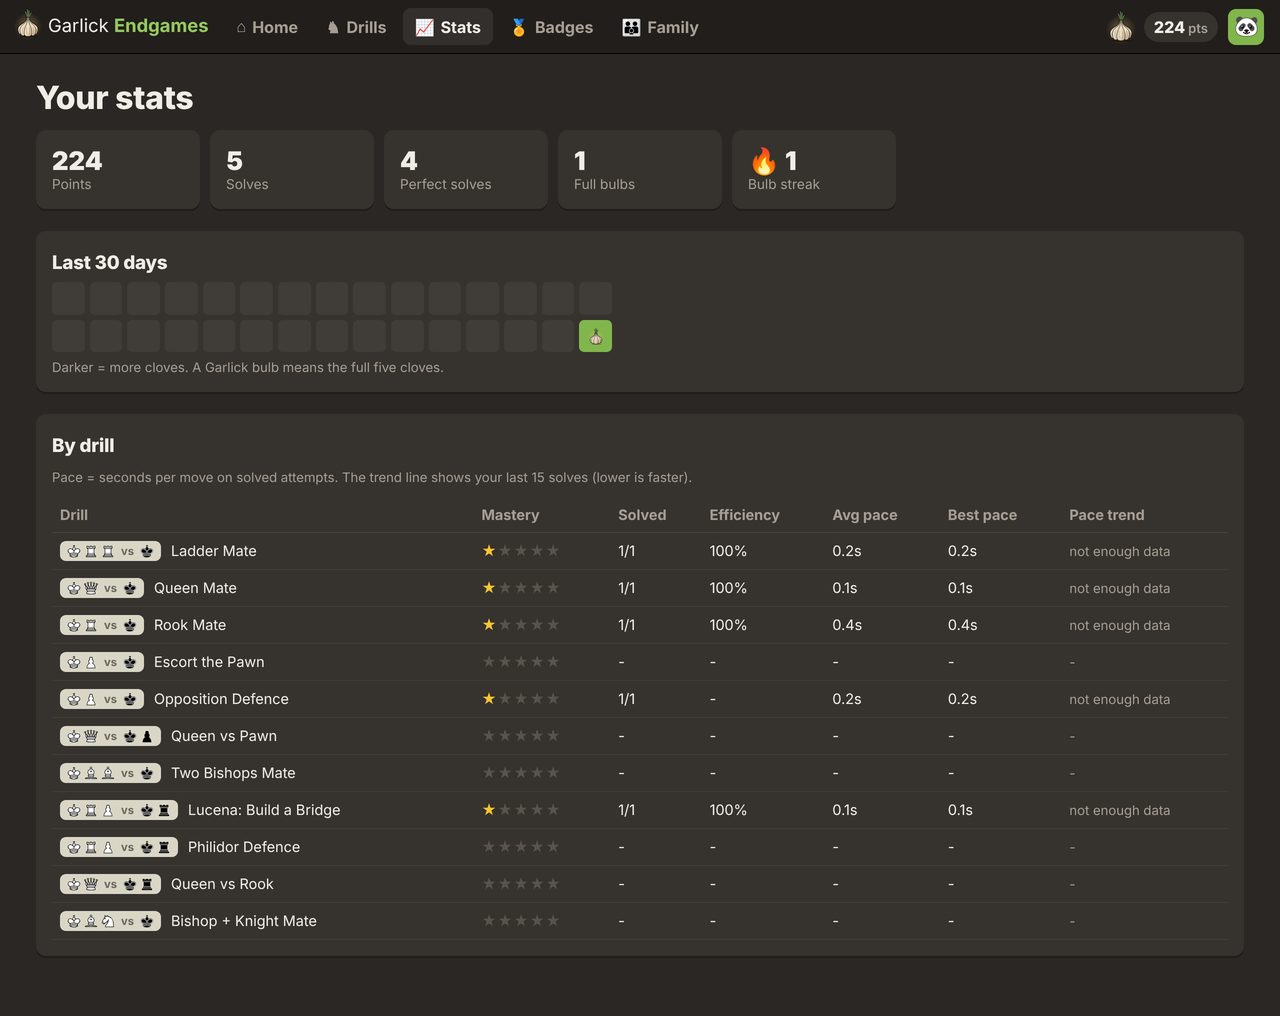 Garlick Endgames
Home
Drills
Stats
Badges
Family
224 pts
Your stats
224
Points
5
Solves
4
Perfect solves
1
Full bulbs
1
Bulb streak
Last 30 days
Darker = more cloves. A Garlick bulb means the full five cloves.
By drill
Pace = seconds per move on solved attempts. The trend line shows your last 15 solves (lower is faster).
Drill Mastery Solved Efficiency Avg pace Best pace Pace trend
vs Ladder Mate 1/1 100% 0.2s 0.2s not enough data
vs Queen Mate 1/1 100% 0.1s 0.1s not enough data
vs Rook Mate 1/1 100% 0.4s 0.4s not enough data
vs Escort the Pawn - - - - -
vs Opposition Defence 1/1 - 0.2s 0.2s not enough data
vs Queen vs Pawn - - - - -
vs Two Bishops Mate - - - - -
vs Lucena: Build a Bridge 1/1 100% 0.1s 0.1s not enough data
vs Philidor Defence - - - - -
vs Queen vs Rook - - - - -
vs Bishop + Knight Mate - - - - -